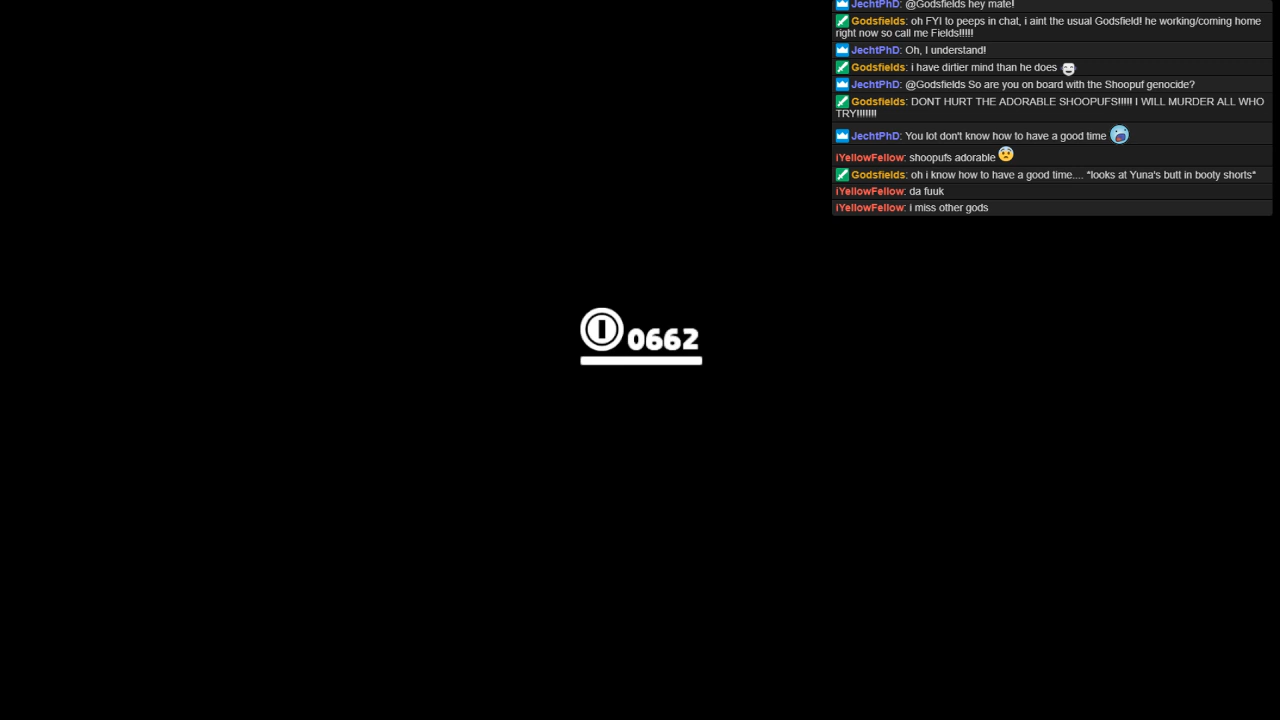 JechtPhD: @Godsfields hey mate!
Godsfields: oh FYI to peeps in chat, i aint the usual Godsfield! he working/coming home
right now so call me Fields!!!!!
JechtPhD: Oh, I understand!
Godsfields: i have dirtier mind than he does
JechtPhD: @Godsfields So are you on board with the Shoopuf genocide?
Godsfields: DONT HURT THE ADORABLE SHOOPUFS!!!!! I WILL MURDER ALL WHO
TRY!!!!!!!
JechtPhD: You lot don't know how to have a good time
iYellowFellow: shoopufs adorable
Godsfields: oh i know how to have a good time.... *looks at Yuna's butt in booty shorts*
iYellowFellow: da fuuk
iYellowFellow: i miss other gods
0662